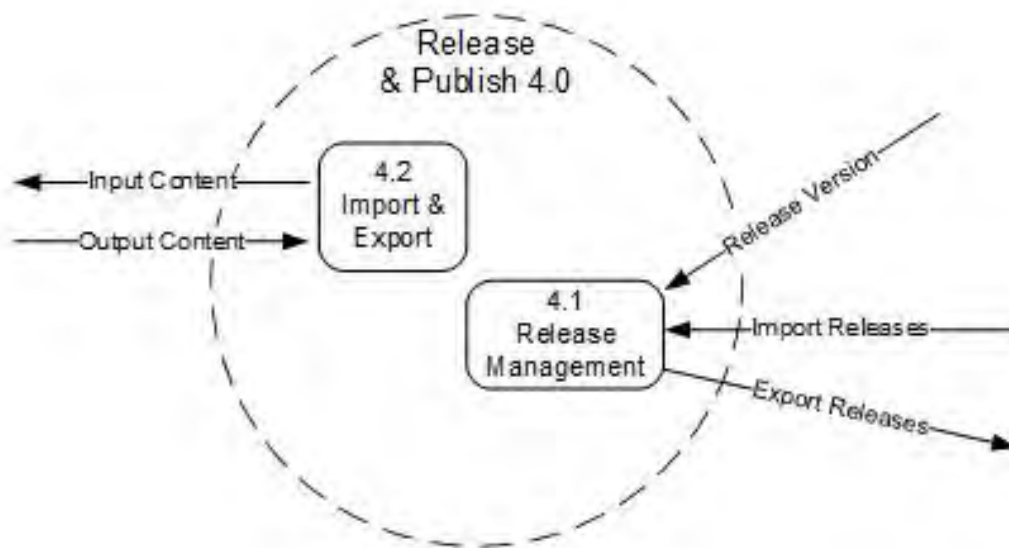 Release
& Publish 4.0
4.2
Import &
Export
Input Content
Output Content
Release Version
4.1
Release
Management
Import Releases
Export Releases